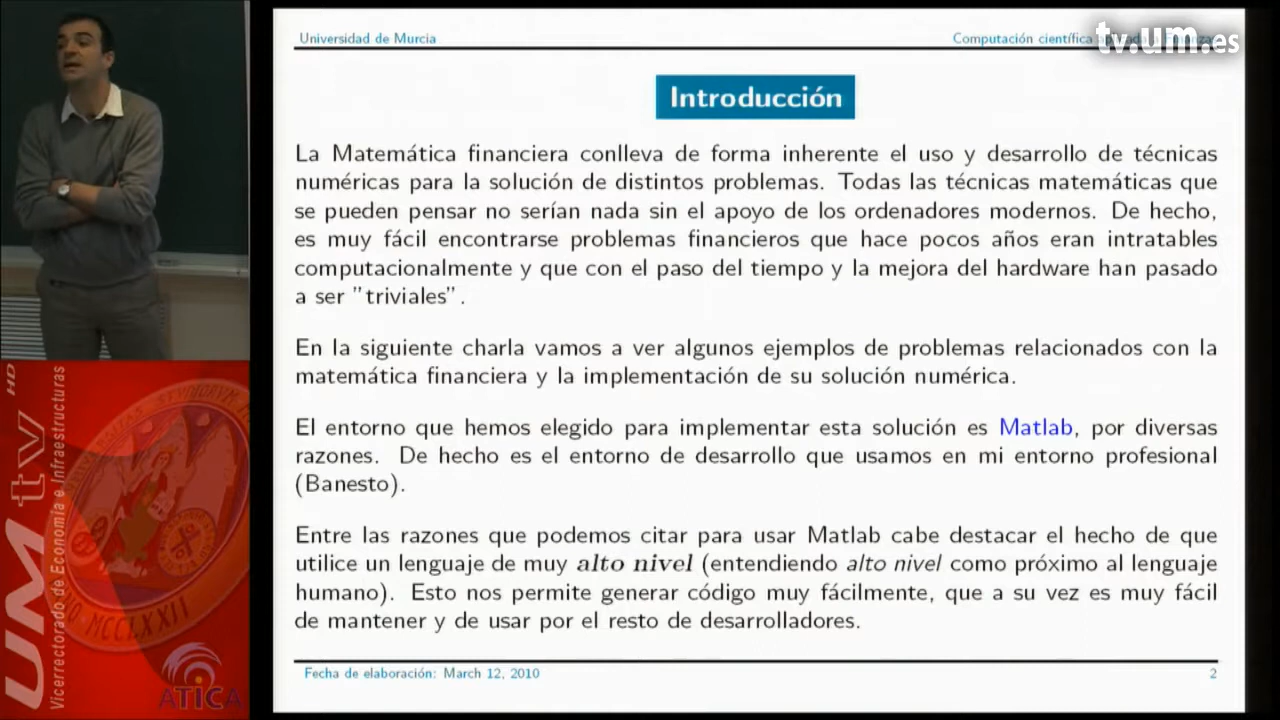 Universidad de Murcia
Computación científica
tv.um.es
Introducción
La Matemática financiera conlleva de forma inherente el uso y desarrollo de técnicas
numéricas para la solución de distintos problemas. Todas las técnicas matemáticas que
se pueden pensar no serían nada sin el apoyo de los ordenadores modernos. De hecho,
es muy fácil encontrarse problemas financieros que hace pocos años eran intratables
computacionalmente y que con el paso del tiempo y la mejora del hardware han pasado
a ser ”triviales”.
En la siguiente charla vamos a ver algunos ejemplos de problemas relacionados con la
matemática financiera y la implementación de su solución numérica.
El entorno que hemos elegido para implementar esta solución es Matlab, por diversas
razones. De hecho es el entorno de desarrollo que usamos en mi entorno profesional
(Banesto).
Entre las razones que podemos citar para usar Matlab cabe destacar el hecho de que
utilice un lenguaje de muy alto nivel (entendiendo alto nivel como próximo al lenguaje
humano). Esto nos permite generar código muy fácilmente, que a su vez es muy fácil
de mantener y de usar por el resto de desarrolladores.
Fecha de elaboración: March 12, 2010
2
UMtv HD
Vicerrectorado de Economía e Infraestructuras
MCCLXXII
ATICA